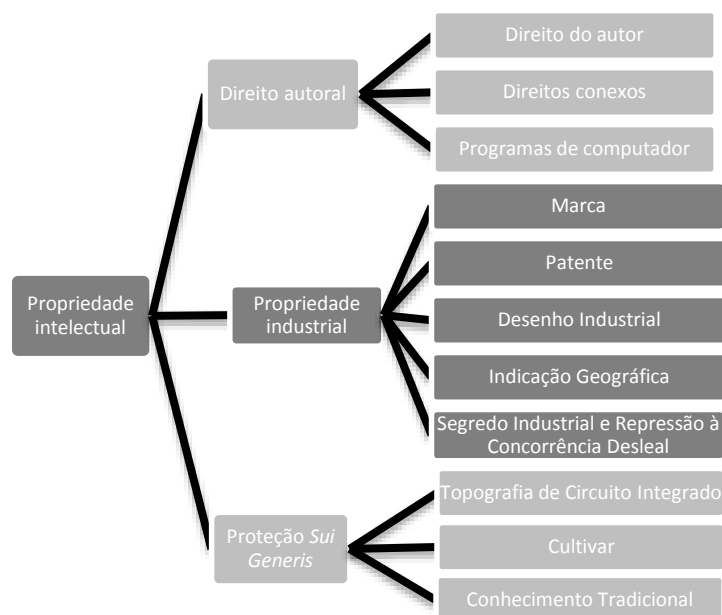 Propriedade
intelectual
Direito autoral
Direito do autor
Direitos conexos
Programas de computador
Propriedade
industrial
Marca
Patente
Desenho Industrial
Indicação Geográfica
Segredo Industrial e Repressão à
Concorrência Desleal
Proteção Sui
Generis
Topografia de Circuito Integrado
Cultivar
Conhecimento Tradicional